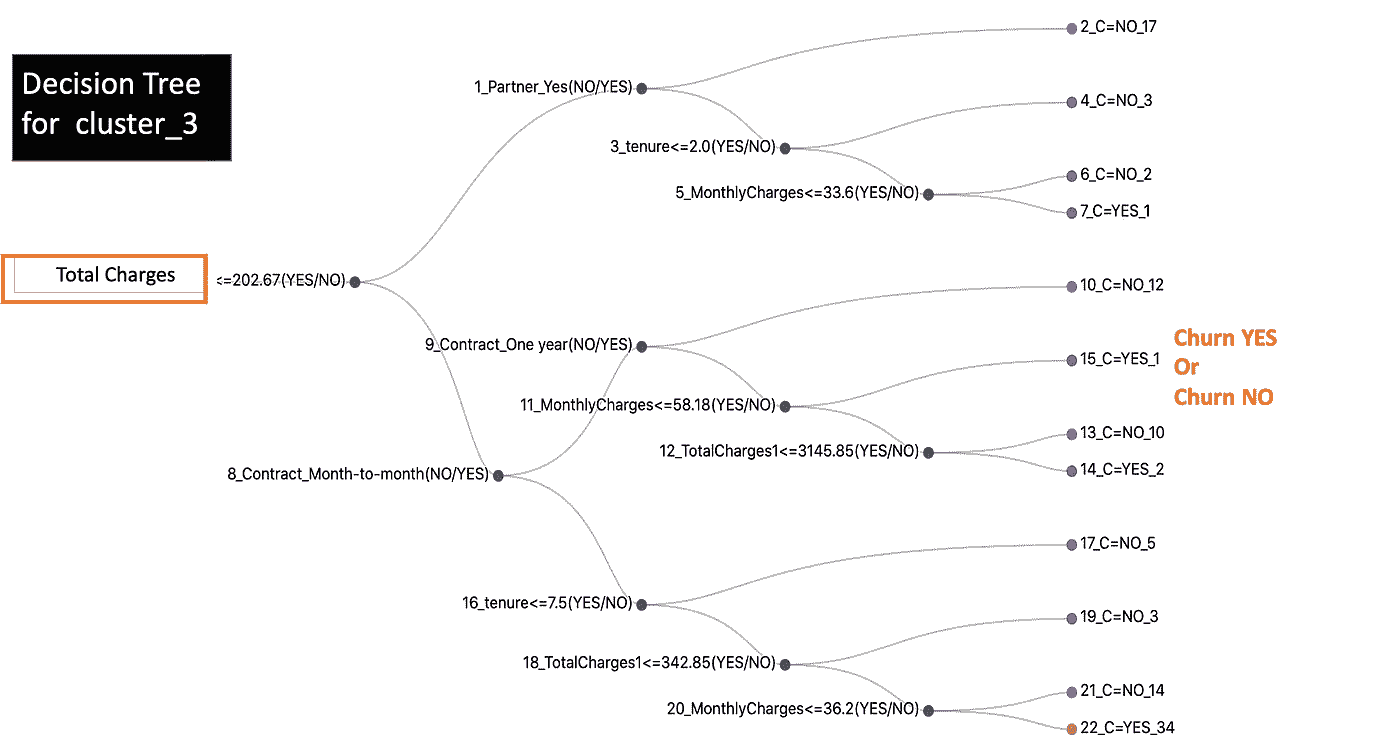 Decision Tree
for cluster_3
Total Charges
<=202.67(YES/NO)
1_Partner_Yes(NO/YES)
2_C=NO_17
3_tenure<=2.0(YES/NO)
4_C=NO_3
5_MonthlyCharges<=33.6(YES/NO)
6_C=NO_2
7_C=YES_1
8_Contract_Month-to-month(NO/YES)
9_Contract_One year(NO/YES)
10_C=NO_12
11_MonthlyCharges<=58.18(YES/NO)
15_C=YES_1
12_TotalCharges1<=3145.85(YES/NO)
13_C=NO_10
14_C=YES_2
16_tenure<=7.5(YES/NO)
17_C=NO_5
18_TotalCharges1<=342.85(YES/NO)
19_C=NO_3
20_MonthlyCharges<=36.2(YES/NO)
21_C=NO_14
22_C=YES_34
Churn YES
Or
Churn NO